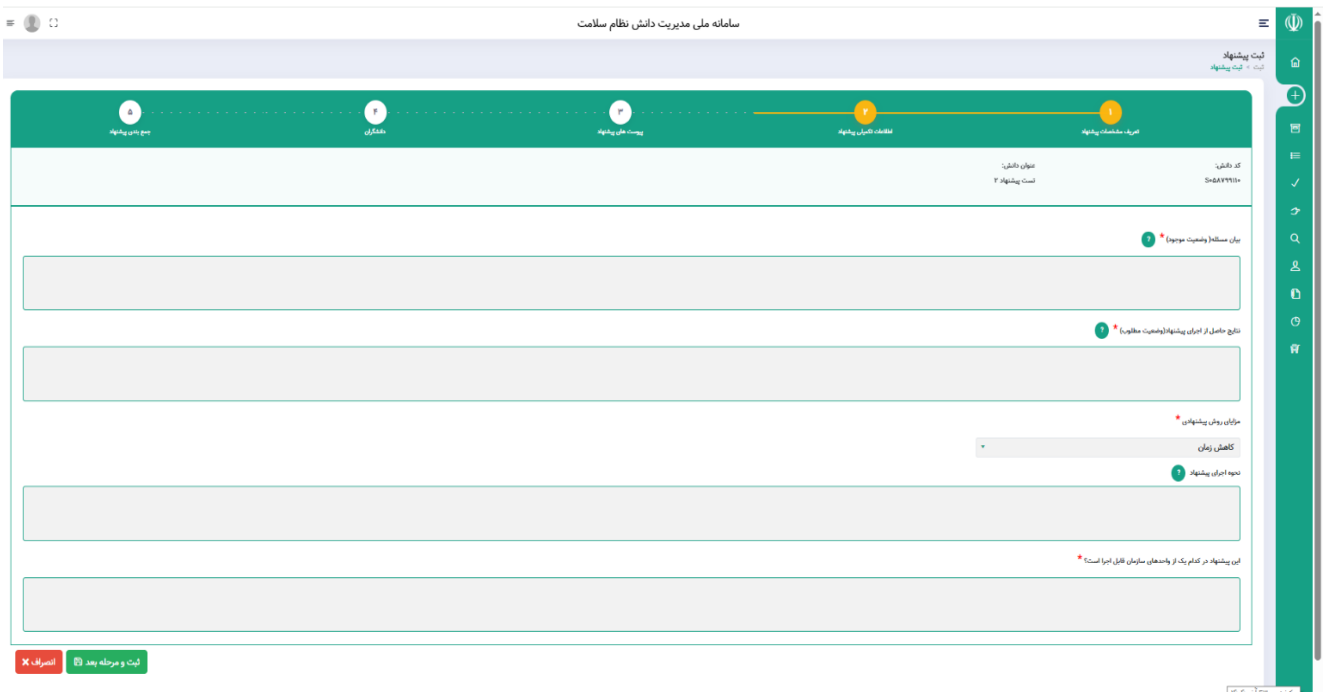 سامانه ملی مدیریت دانش نظام سلامت
ثبت پیشنهاد
ثبت > ثبت پیشنهاد
۱
۲
۳
۴
۵
تعریف مشخصات پیشنهاد
اطلاعات تکمیلی پیشنهاد
پیوست های پیشنهاد
دانشگران
جمع بندی پیشنهاد
کد دانش:
عنوان دانش:
S۰۵۸۷۹۹۱۱۰
تست پیشنهاد ۲
بیان مسئله( وضعیت موجود) * ?
نتایج حاصل از اجرای پیشنهاد(وضعیت مطلوب) * ?
مزایای روش پیشنهادی *
کاهش زمان
نحوه اجرای پیشنهاد ?
این پیشنهاد در کدام یک از واحدهای سازمان قابل اجرا است؟ *
ثبت و مرحله بعد
انصراف